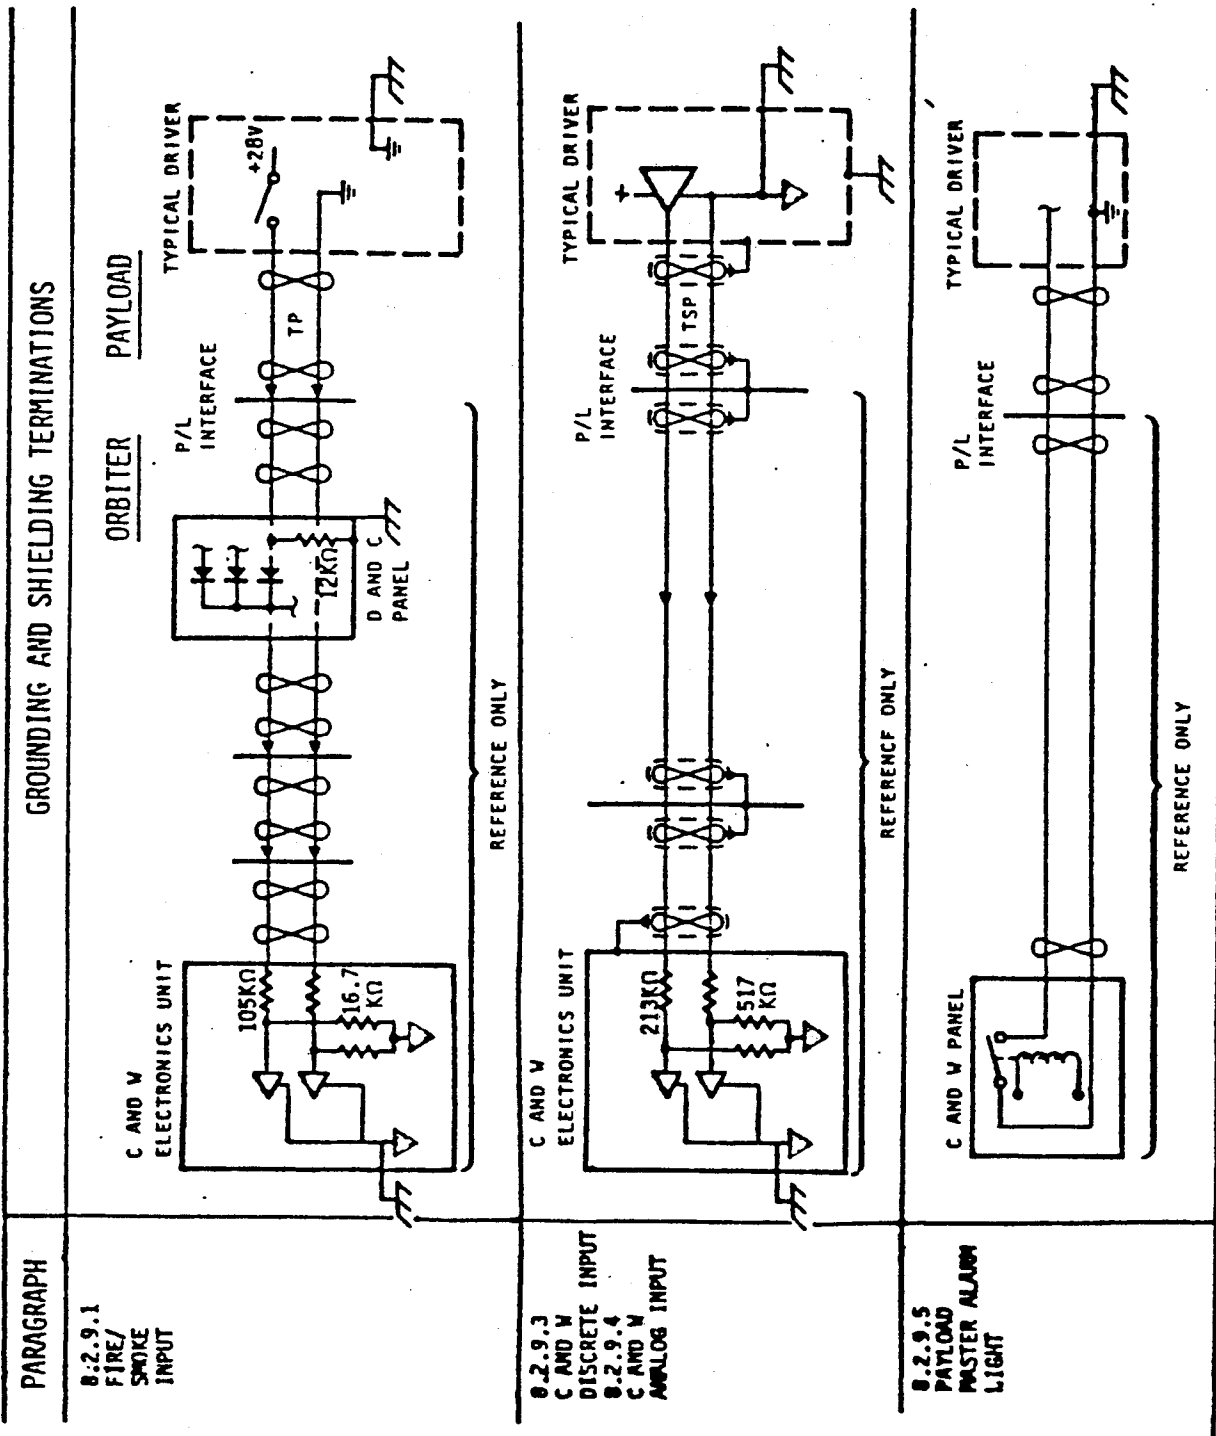 PARAGRAPH
GROUNDING AND SHIELDING TERMINATIONS
8.2.9.1
FIRE/
SMOKE
INPUT
ORBITER
PAYLOAD
C AND W
ELECTRONICS UNIT
105KΩ
16.7
KΩ
12KΩ
D AND C
PANEL
P/L
INTERFACE
TP
TYPICAL DRIVER
+28V
REFERENCE ONLY
8.2.9.3
C AND W
DISCRETE INPUT
8.2.9.4
C AND W
ANALOG INPUT
C AND W
ELECTRONICS UNIT
213KΩ
517
KΩ
P/L
INTERFACE
TSP
TYPICAL DRIVER
+
REFERENCF ONLY
8.2.9.5
PAYLOAD
MASTER ALARM
LIGHT
C AND W PANEL
P/L
INTERFACE
TYPICAL DRIVER
REFERENCE ONLY